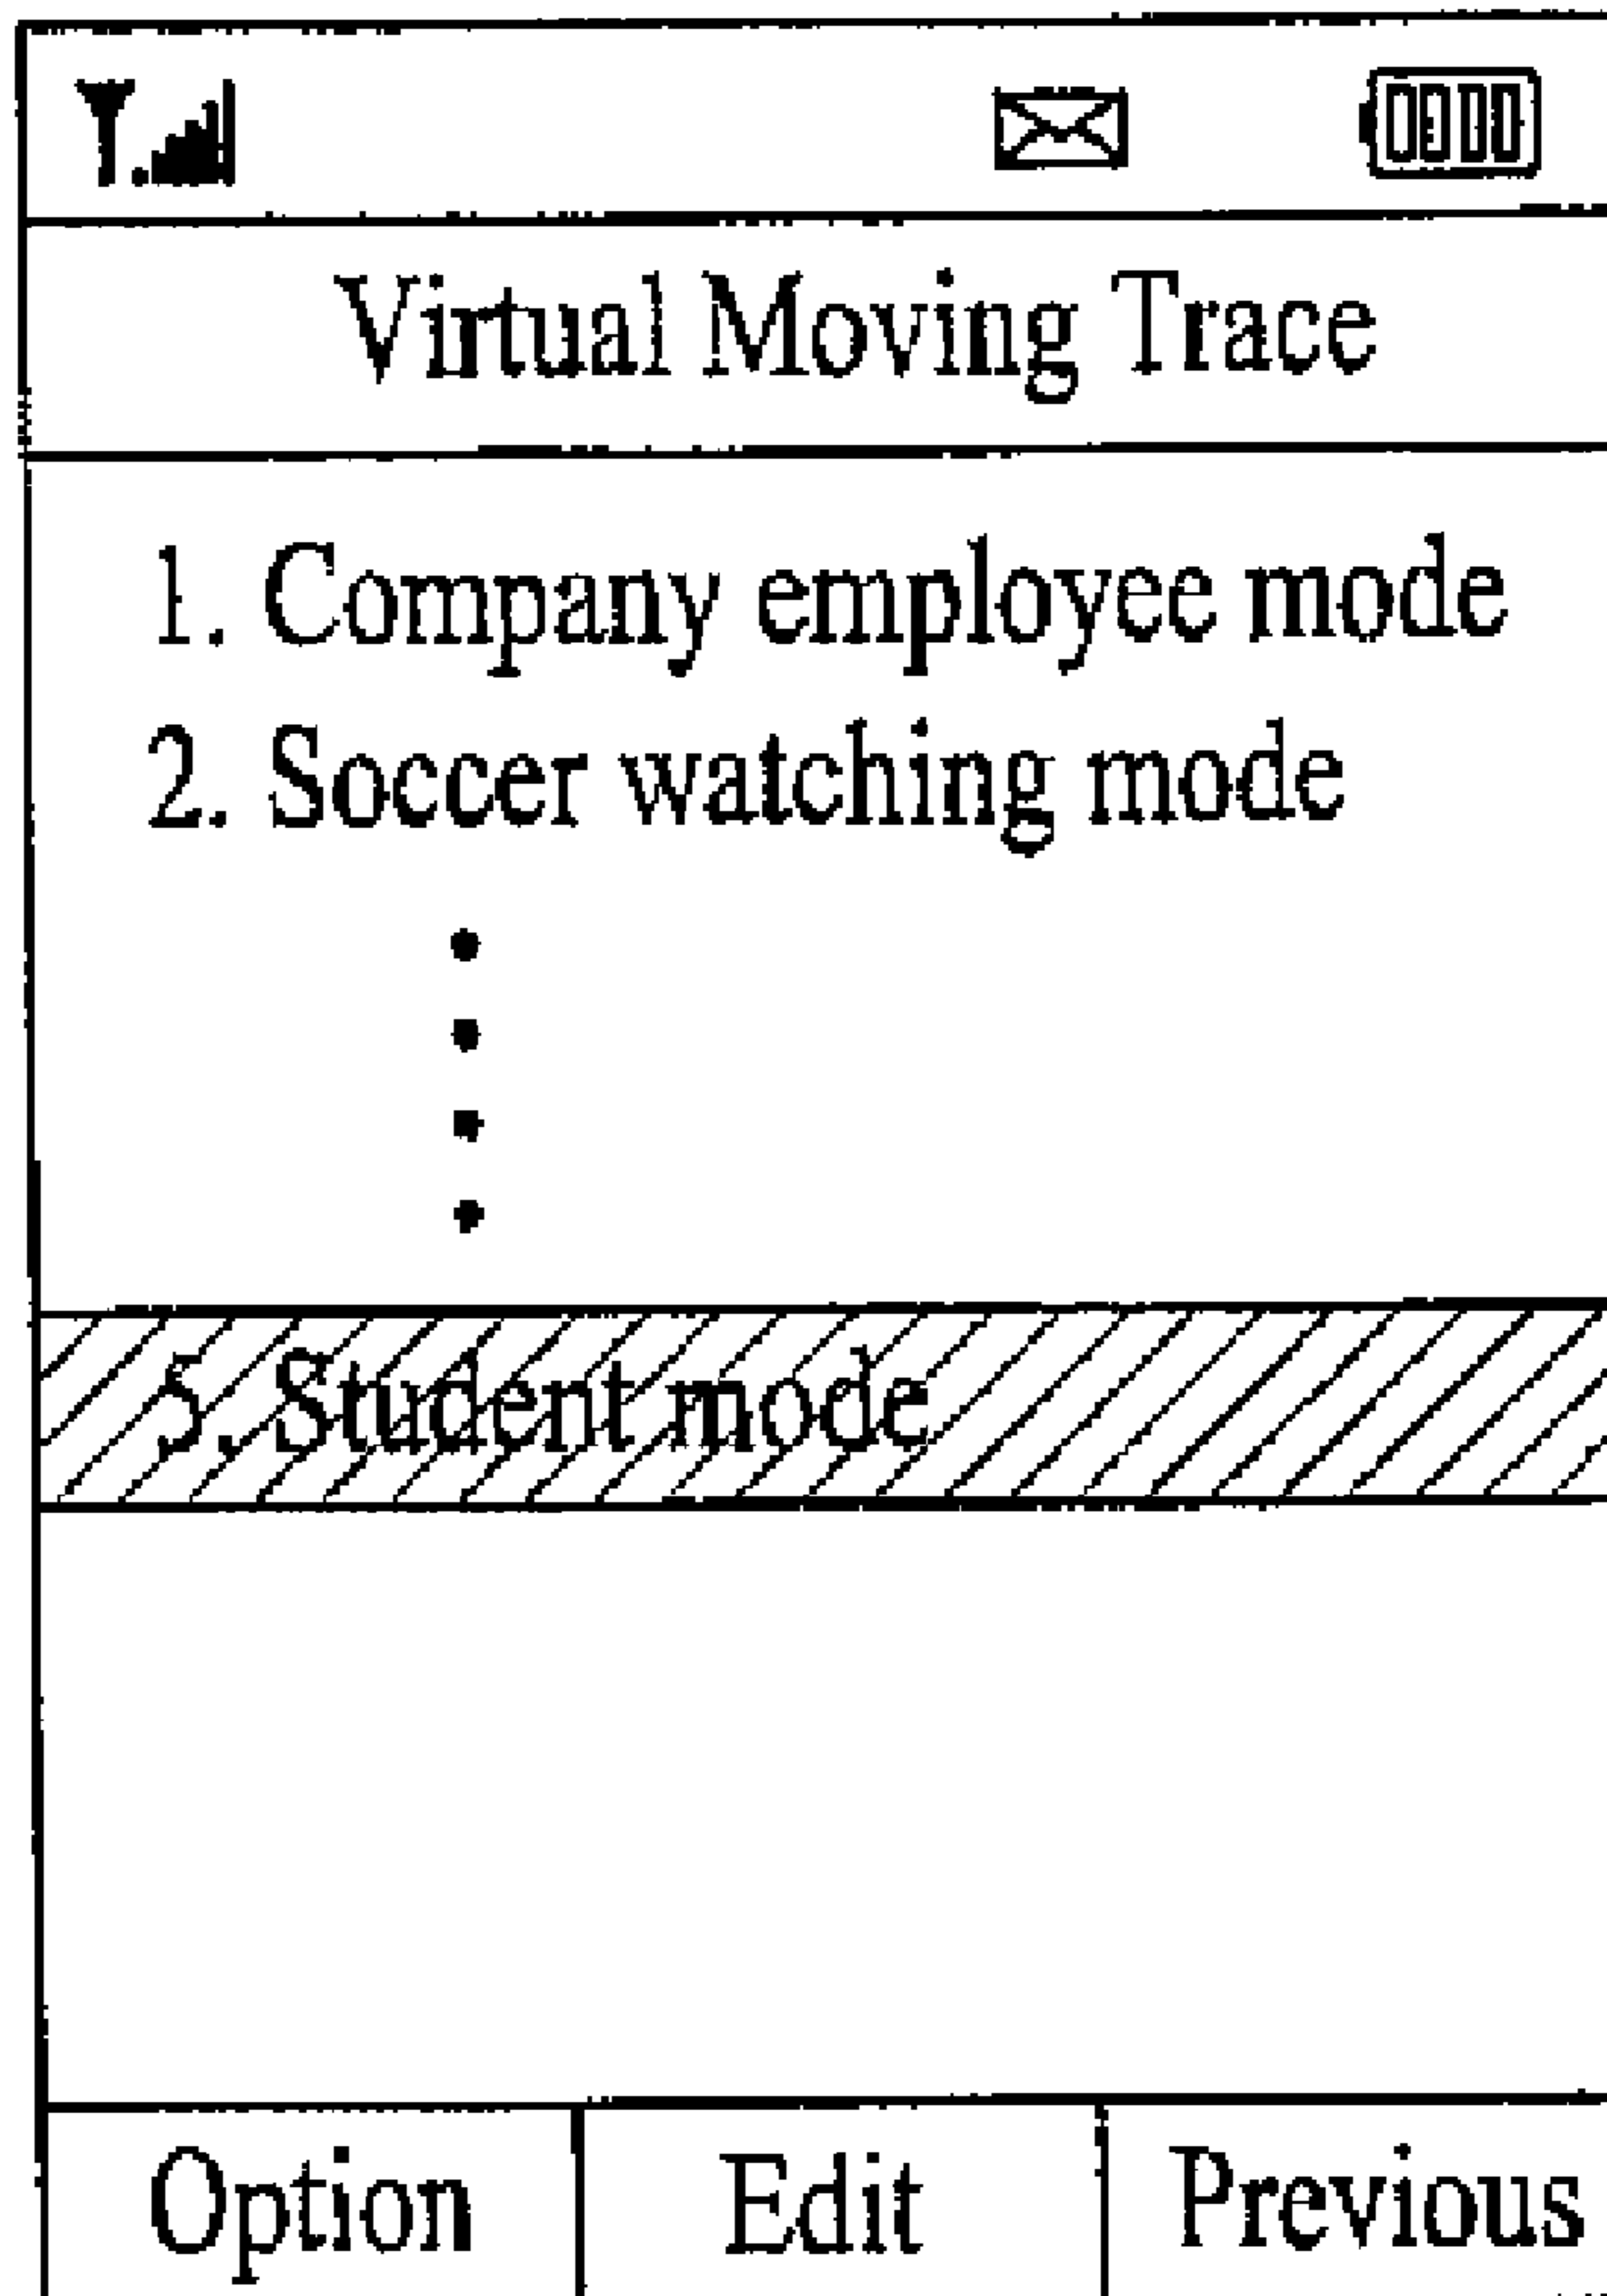 Virtual Moving Trace
1. Company employee mode
2. Soccer watching mode
5. Student mode
Option Edit Previous